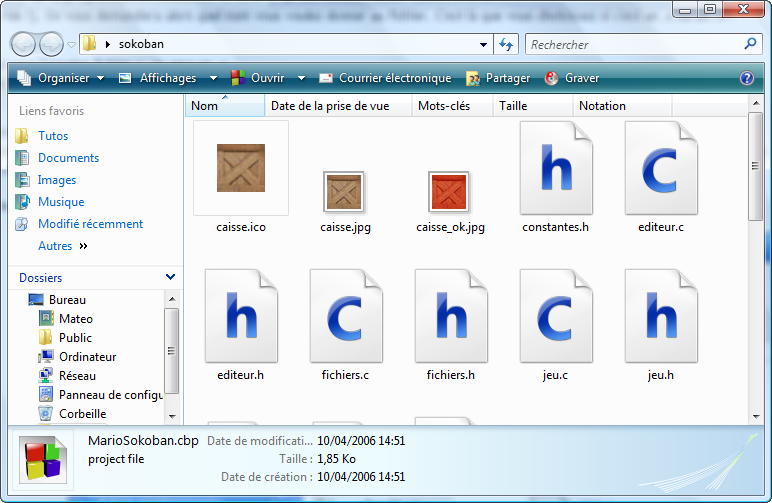 sokoban
Rechercher
Organiser Affichages Ouvrir Courrier électronique Partager Graver
Liens favoris
Tutos
Documents
Images
Musique
Modifié récemment
Autres »
Dossiers
Bureau
Mateo
Public
Ordinateur
Réseau
Panneau de configu
Corbeille
Nom Date de la prise de vue Mots-clés Taille Notation
h c
caisse.ico caisse.jpg caisse_ok.jpg constantes.h editeur.c
h c h c h
editeur.h fichiers.c fichiers.h jeu.c jeu.h
MarioSokoban.cbp Date de modificati... 10/04/2006 14:51
project file Taille : 1,85 Ko
Date de création : 10/04/2006 14:51